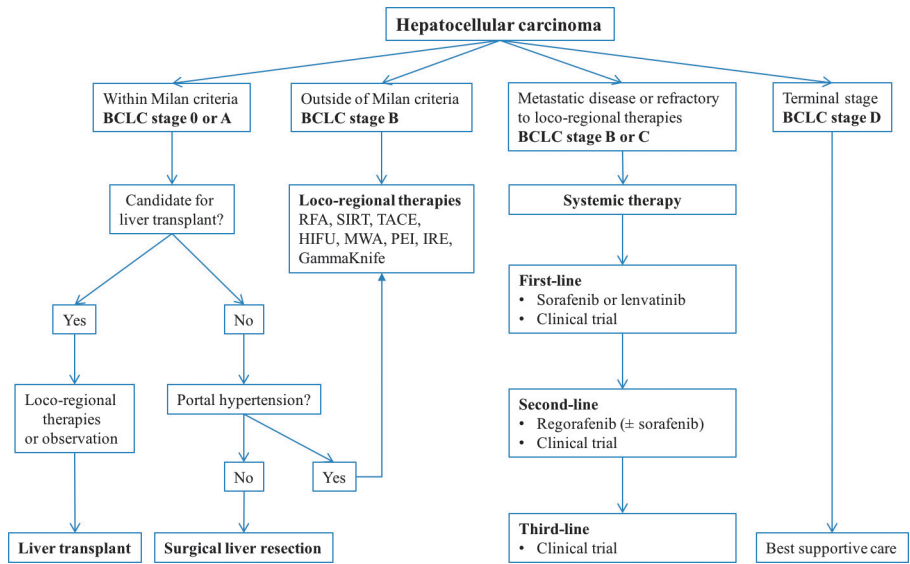 Hepatocellular carcinoma
Within Milan criteria
BCLC stage 0 or A
Outside of Milan criteria
BCLC stage B
Metastatic disease or refractory
to loco-regional therapies
BCLC stage B or C
Terminal stage
BCLC stage D
Candidate for
liver transplant?
Loco-regional therapies
RFA, SIRT, TACE,
HIFU, MWA, PEI, IRE,
GammaKnife
Systemic therapy
First-line
• Sorafenib or lenvatinib
• Clinical trial
Yes
No
Loco-regional
therapies
or observation
Portal hypertension?
Second-line
• Regorafenib (± sorafenib)
• Clinical trial
No
Yes
Liver transplant
Surgical liver resection
Third-line
• Clinical trial
Best supportive care